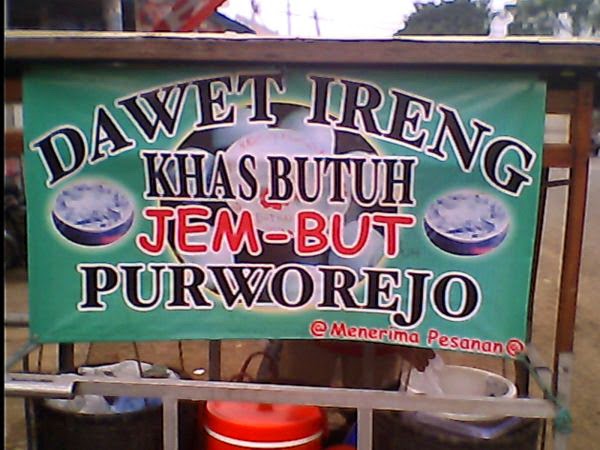 DAWET IRENG
KHAS BUTUH
JEM-BUT
PURWOREJO
@ Menerima Pesanan @